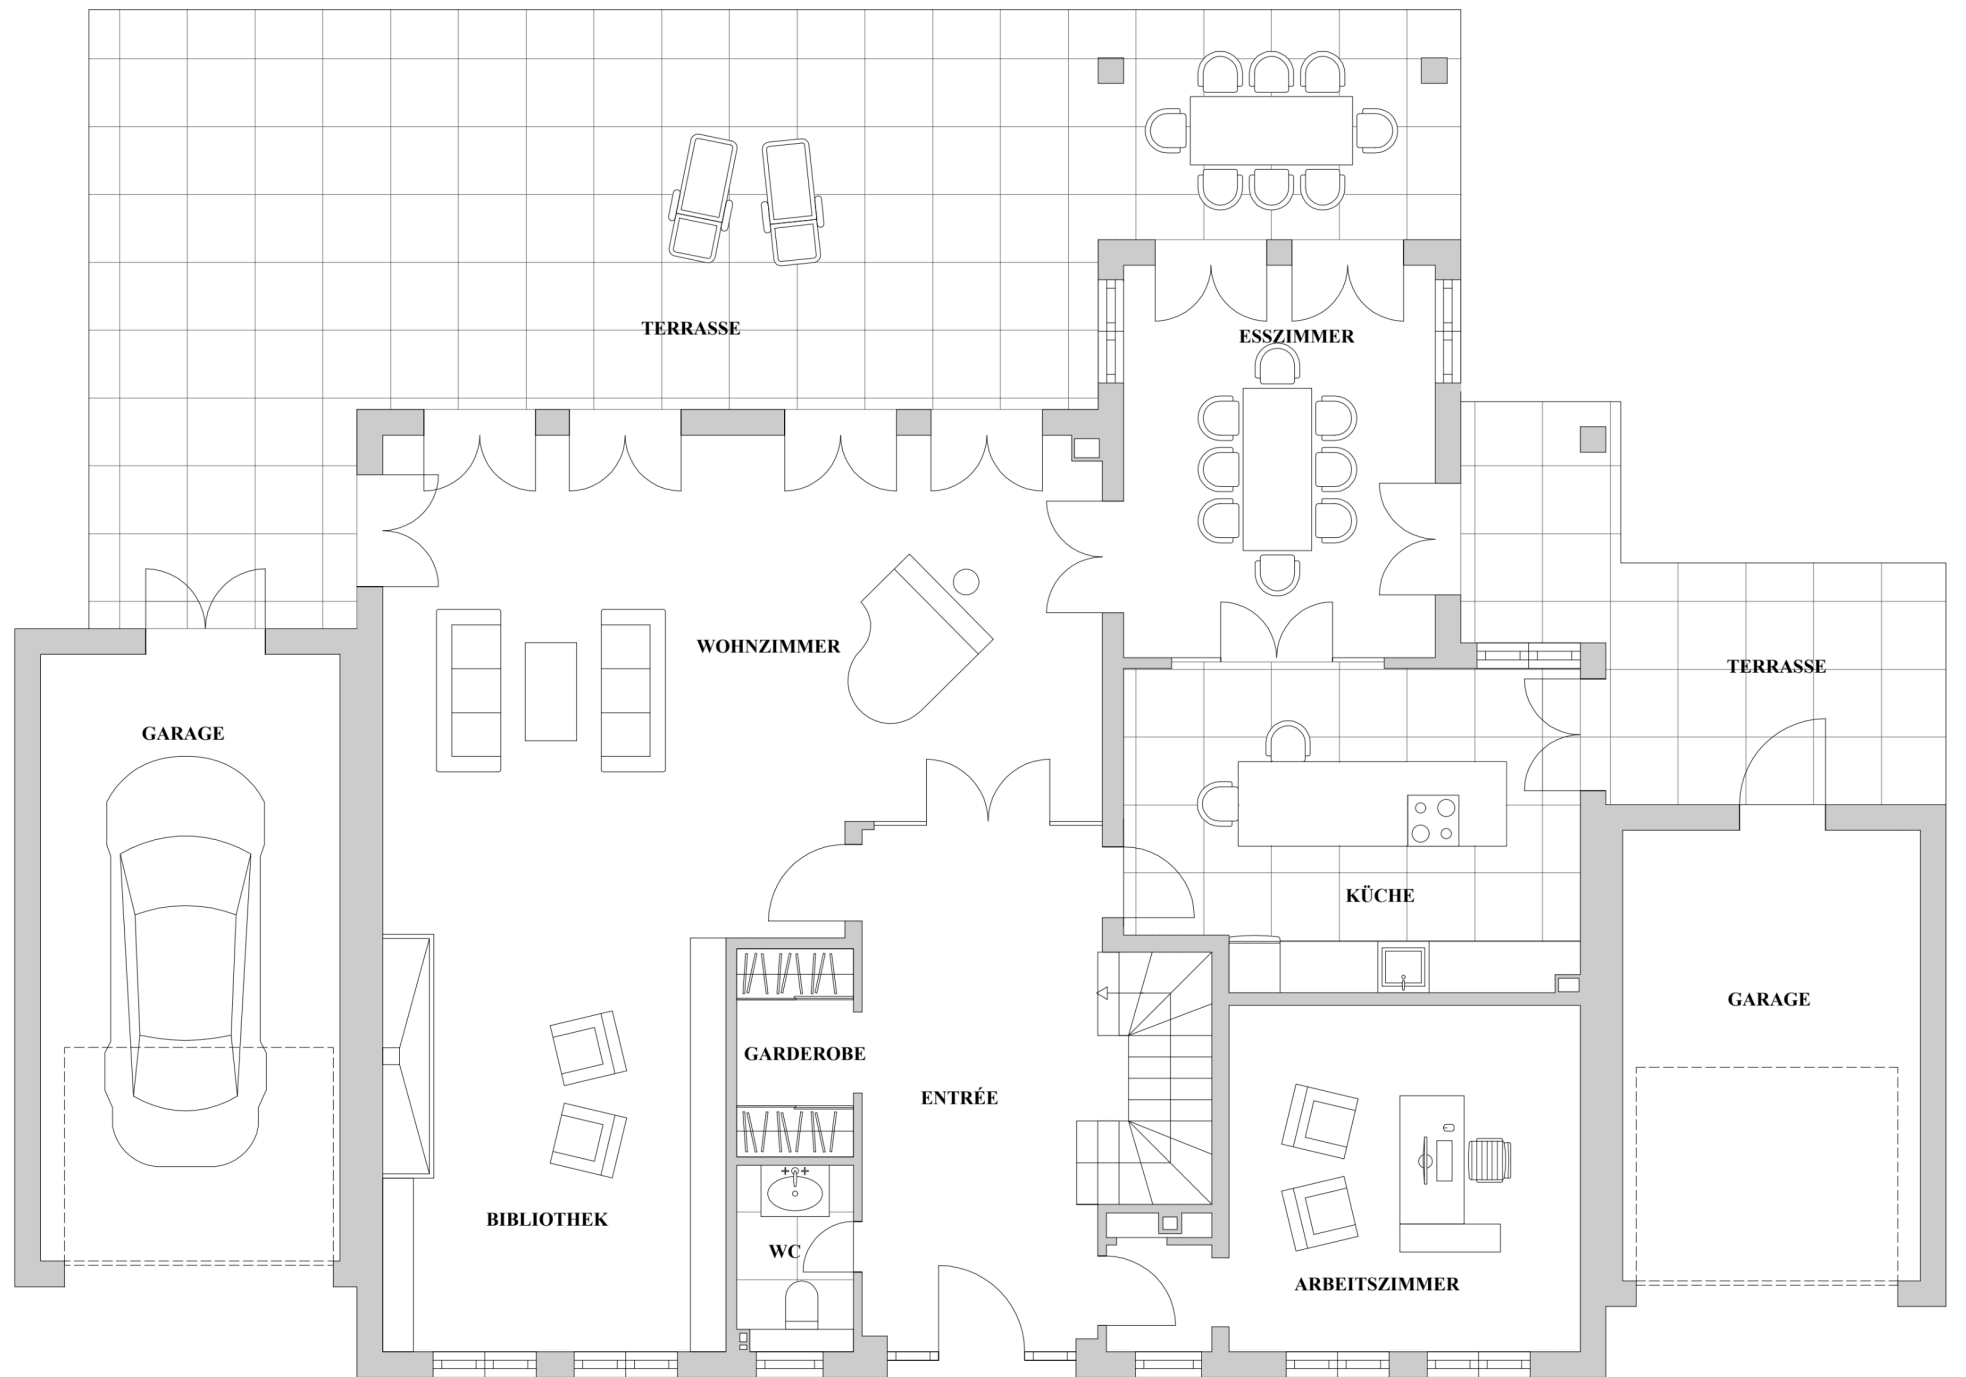 TERRASSE
ESSZIMMER
WOHNZIMMER
TERRASSE
GARAGE
KÜCHE
GARAGE
GARDEROBE
ENTRÉE
BIBLIOTHEK
WC
ARBEITSZIMMER